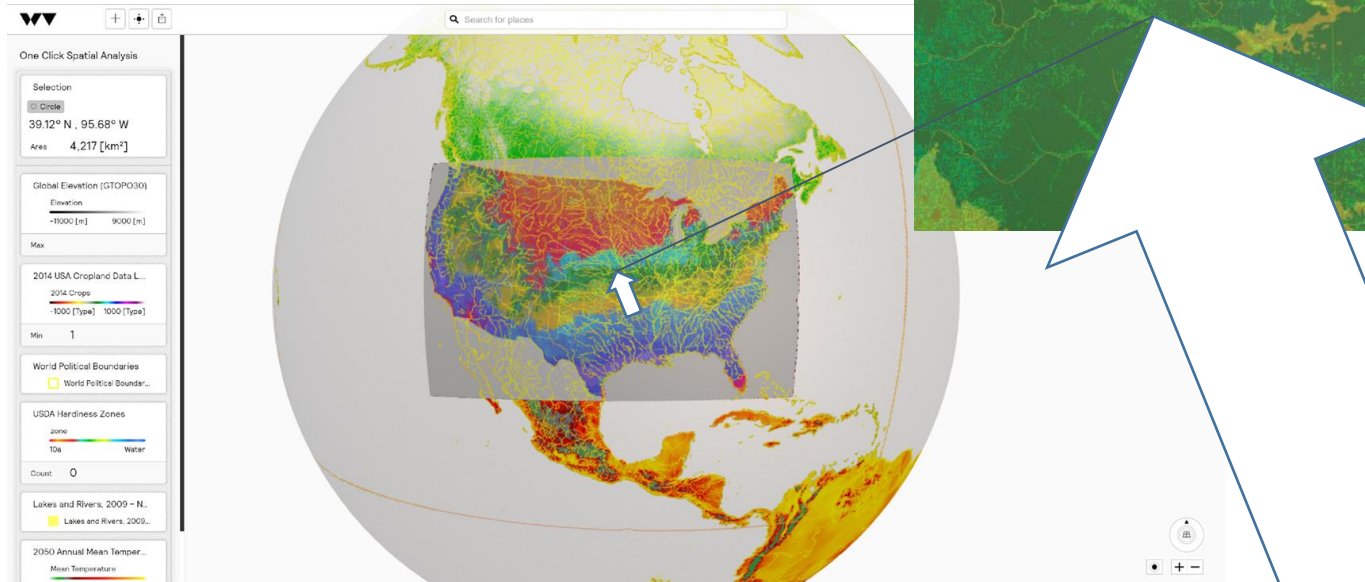 Search for places
One Click Spatial Analysis
Selection
Circle
39.12° N , 95.68° W
Area 4,217 [km²]
Global Elevation (GTOPO30)
Elevation
-11000 [m] 9000 [m]
Max
2014 USA Cropland Data L...
2014 Crops
-1000 [Type] 1000 [Type]
Min 1
World Political Boundaries
World Political Boundar...
USDA Hardiness Zones
zone
10a Water
Count 0
Lakes and Rivers, 2009 - N..
Lakes and Rivers, 2009...
2050 Annual Mean Temper...
Mean Temperature